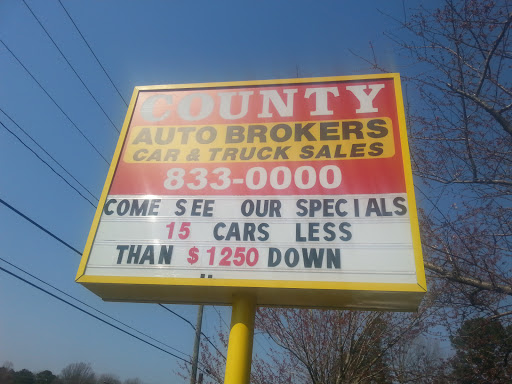 COUNTY
AUTO BROKERS
CAR & TRUCK SALES
833-0000
COME SEE OUR SPECIALS
15 CARS LESS
THAN $1250 DOWN